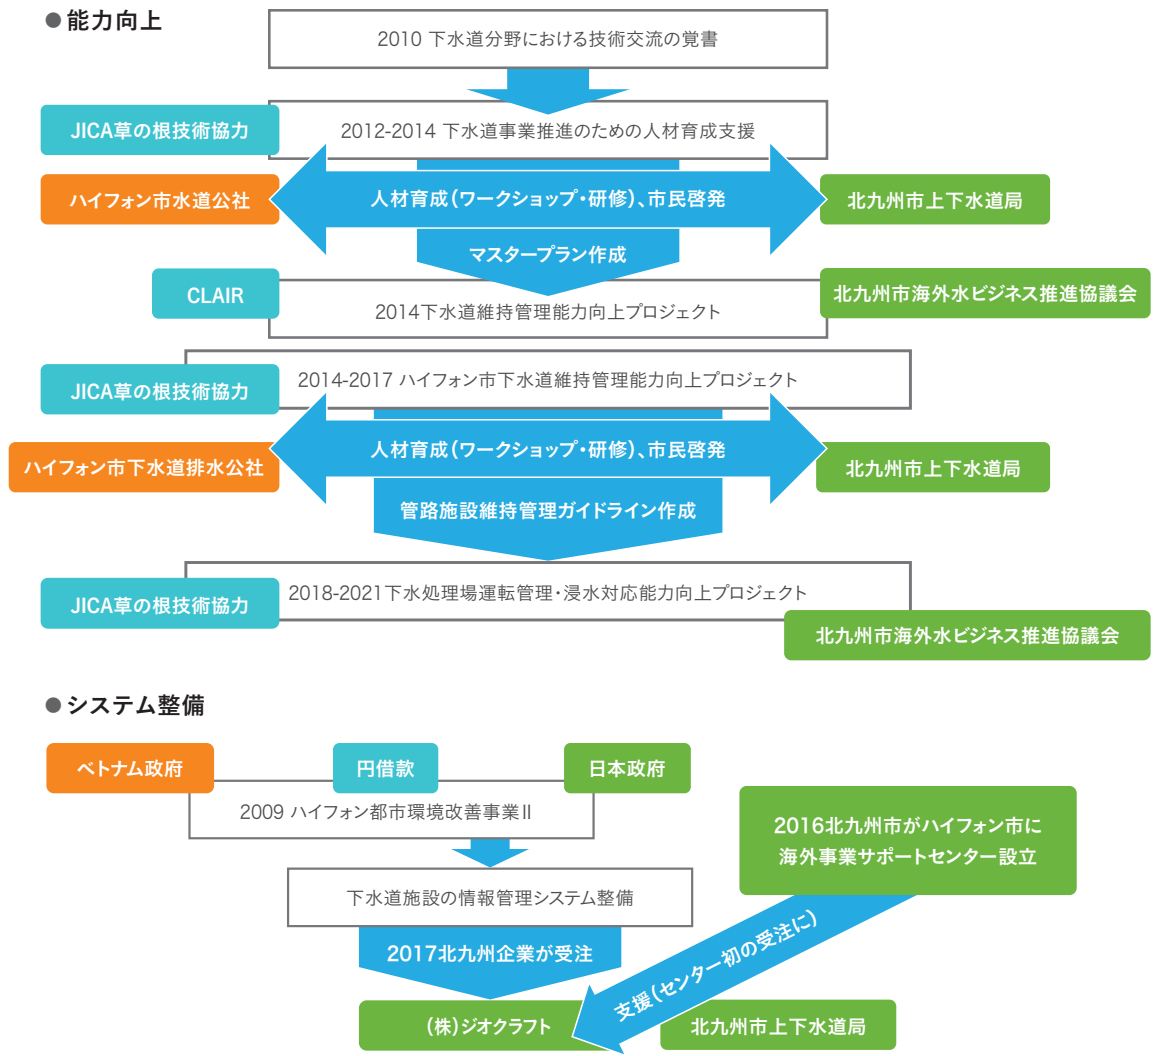 ●能力向上
2010 下水道分野における技術交流の覚書
JICA草の根技術協力
2012-2014 下水道事業推進のための人材育成支援
ハイフォン市水道公社
人材育成（ワークショップ・研修）、市民啓発
北九州市上下水道局
マスタープラン作成
CLAIR
2014下水道維持管理能力向上プロジェクト
北九州市海外水ビジネス推進協議会
JICA草の根技術協力
2014-2017 ハイフォン市下水道維持管理能力向上プロジェクト
ハイフォン市下水道排水公社
人材育成（ワークショップ・研修）、市民啓発
北九州市上下水道局
管路施設維持管理ガイドライン作成
JICA草の根技術協力
2018-2021下水処理場運転管理・浸水対応能力向上プロジェクト
北九州市海外水ビジネス推進協議会
●システム整備
ベトナム政府
円借款
日本政府
2009 ハイフォン都市環境改善事業Ⅱ
2016北九州市がハイフォン市に
海外事業サポートセンター設立
下水道施設の情報管理システム整備
2017北九州企業が受注
支援（センター初の受注に）
（株）ジオクラフト
北九州市上下水道局